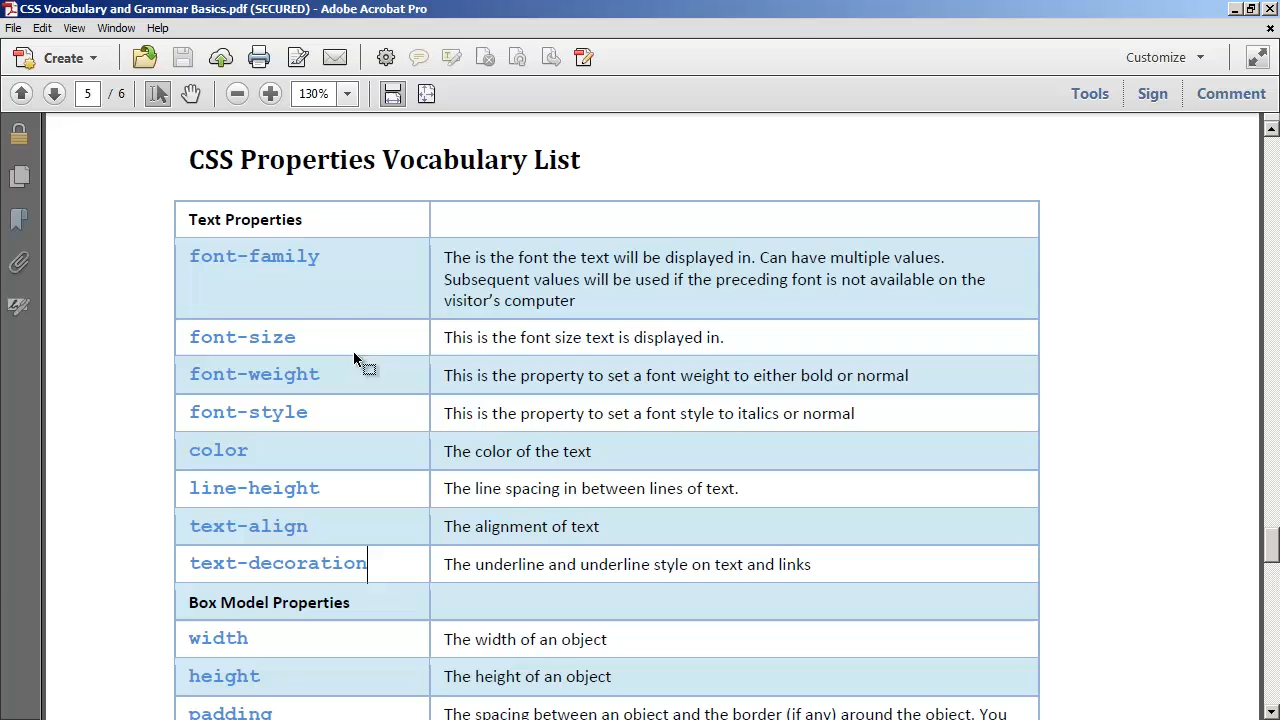 CSS Vocabulary and Grammar Basics.pdf (SECURED) - Adobe Acrobat Pro
File Edit View Window Help
Create
Customize
5 / 6
130%
Tools Sign Comment
CSS Properties Vocabulary List
Text Properties
font-family
The is the font the text will be displayed in. Can have multiple values.
Subsequent values will be used if the preceding font is not available on the
visitor's computer
font-size
This is the font size text is displayed in.
font-weight
This is the property to set a font weight to either bold or normal
font-style
This is the property to set a font style to italics or normal
color
The color of the text
line-height
The line spacing in between lines of text.
text-align
The alignment of text
text-decoration
The underline and underline style on text and links
Box Model Properties
width
The width of an object
height
The height of an object
padding
The spacing between an object and the border (if any) around the object. You